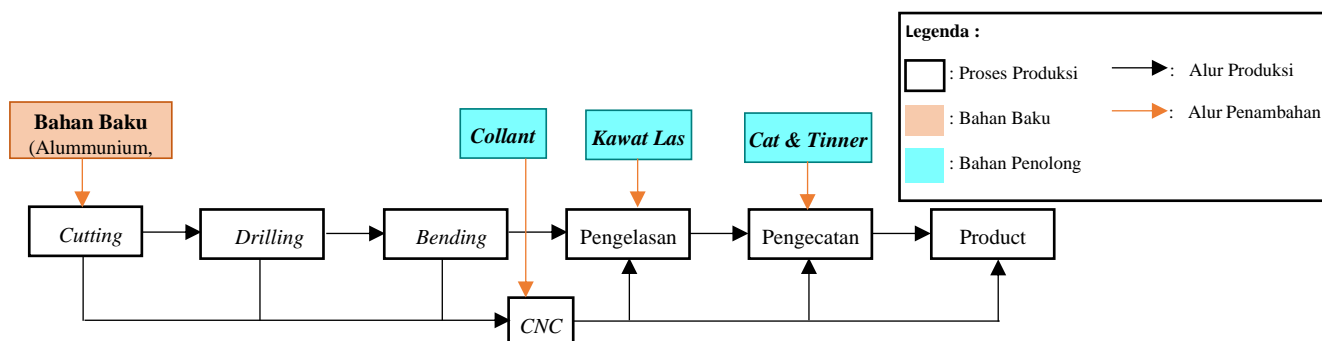 Legenda :
: Proses Produksi
: Alur Produksi
: Bahan Baku
: Alur Penambahan
: Bahan Penolong
Bahan Baku
(Alummunium,
Collant
Kawat Las
Cat & Tinner
Cutting
Drilling
Bending
Pengelasan
Pengecatan
Product
CNC